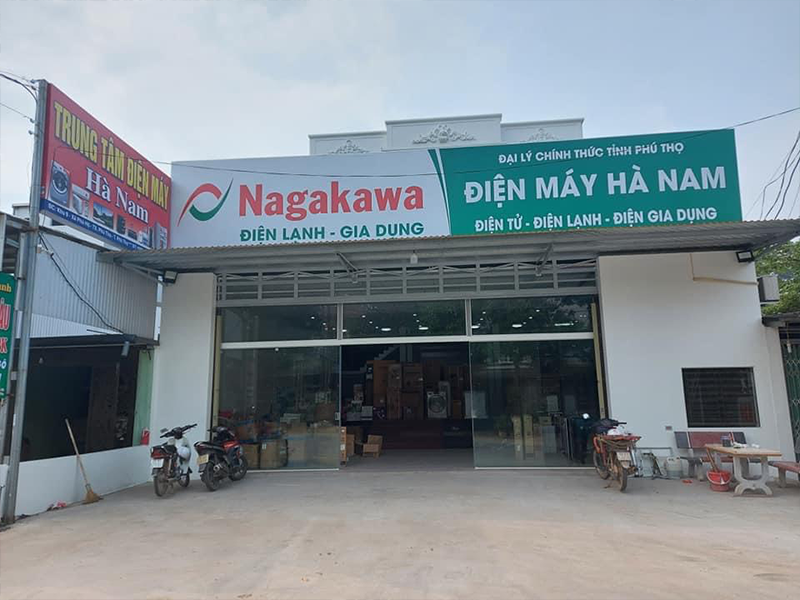 TRUNG TÂM ĐIỆN MÁY
Hà Nam
Nagakawa
ĐIỆN LẠNH - GIA DỤNG
ĐẠI LÝ CHÍNH THỨC TỈNH PHÚ THỌ
ĐIỆN MÁY HÀ NAM
ĐIỆN TỬ - ĐIỆN LẠNH - ĐIỆN GIA DỤNG